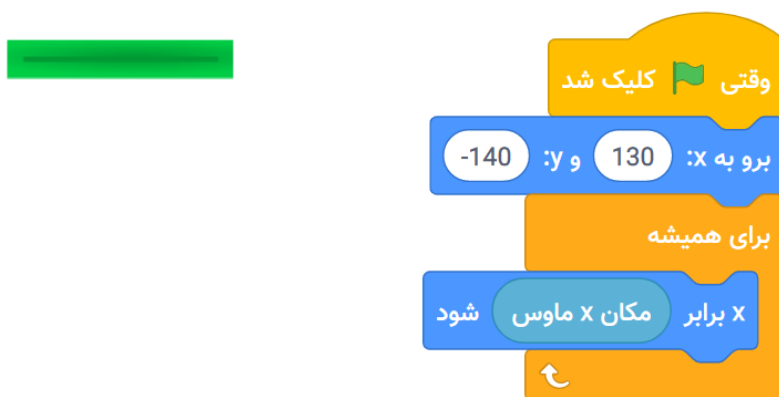 وقتی کلیک شد
برو به x: 130 و y: -140
برای همیشه
x برابر مکان x ماوس شود